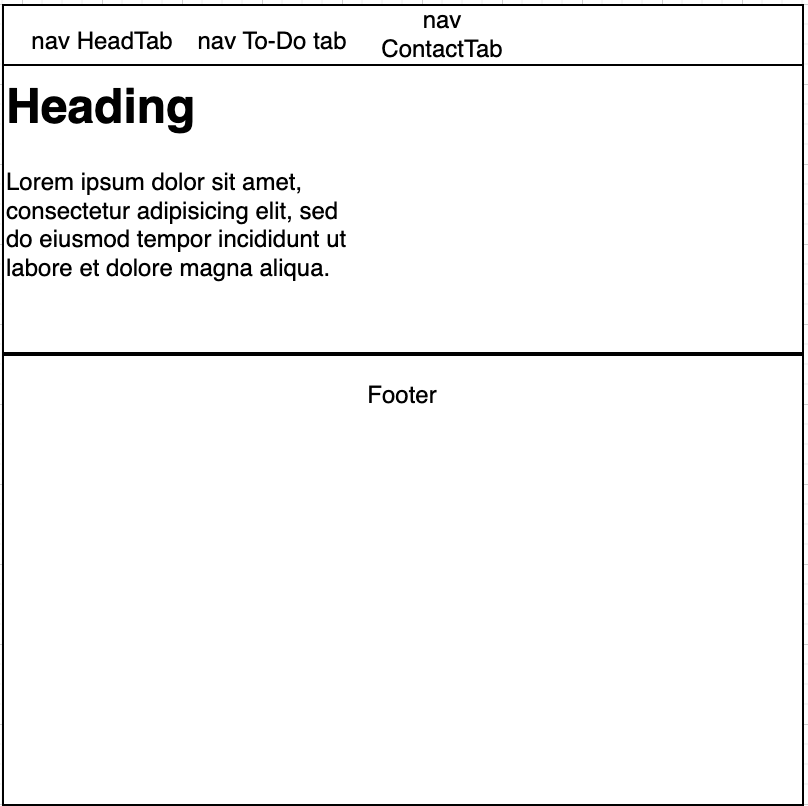 nav HeadTab
nav To-Do tab
nav
ContactTab
Heading
Lorem ipsum dolor sit amet,
consectetur adipisicing elit, sed
do eiusmod tempor incididunt ut
labore et dolore magna aliqua.
Footer